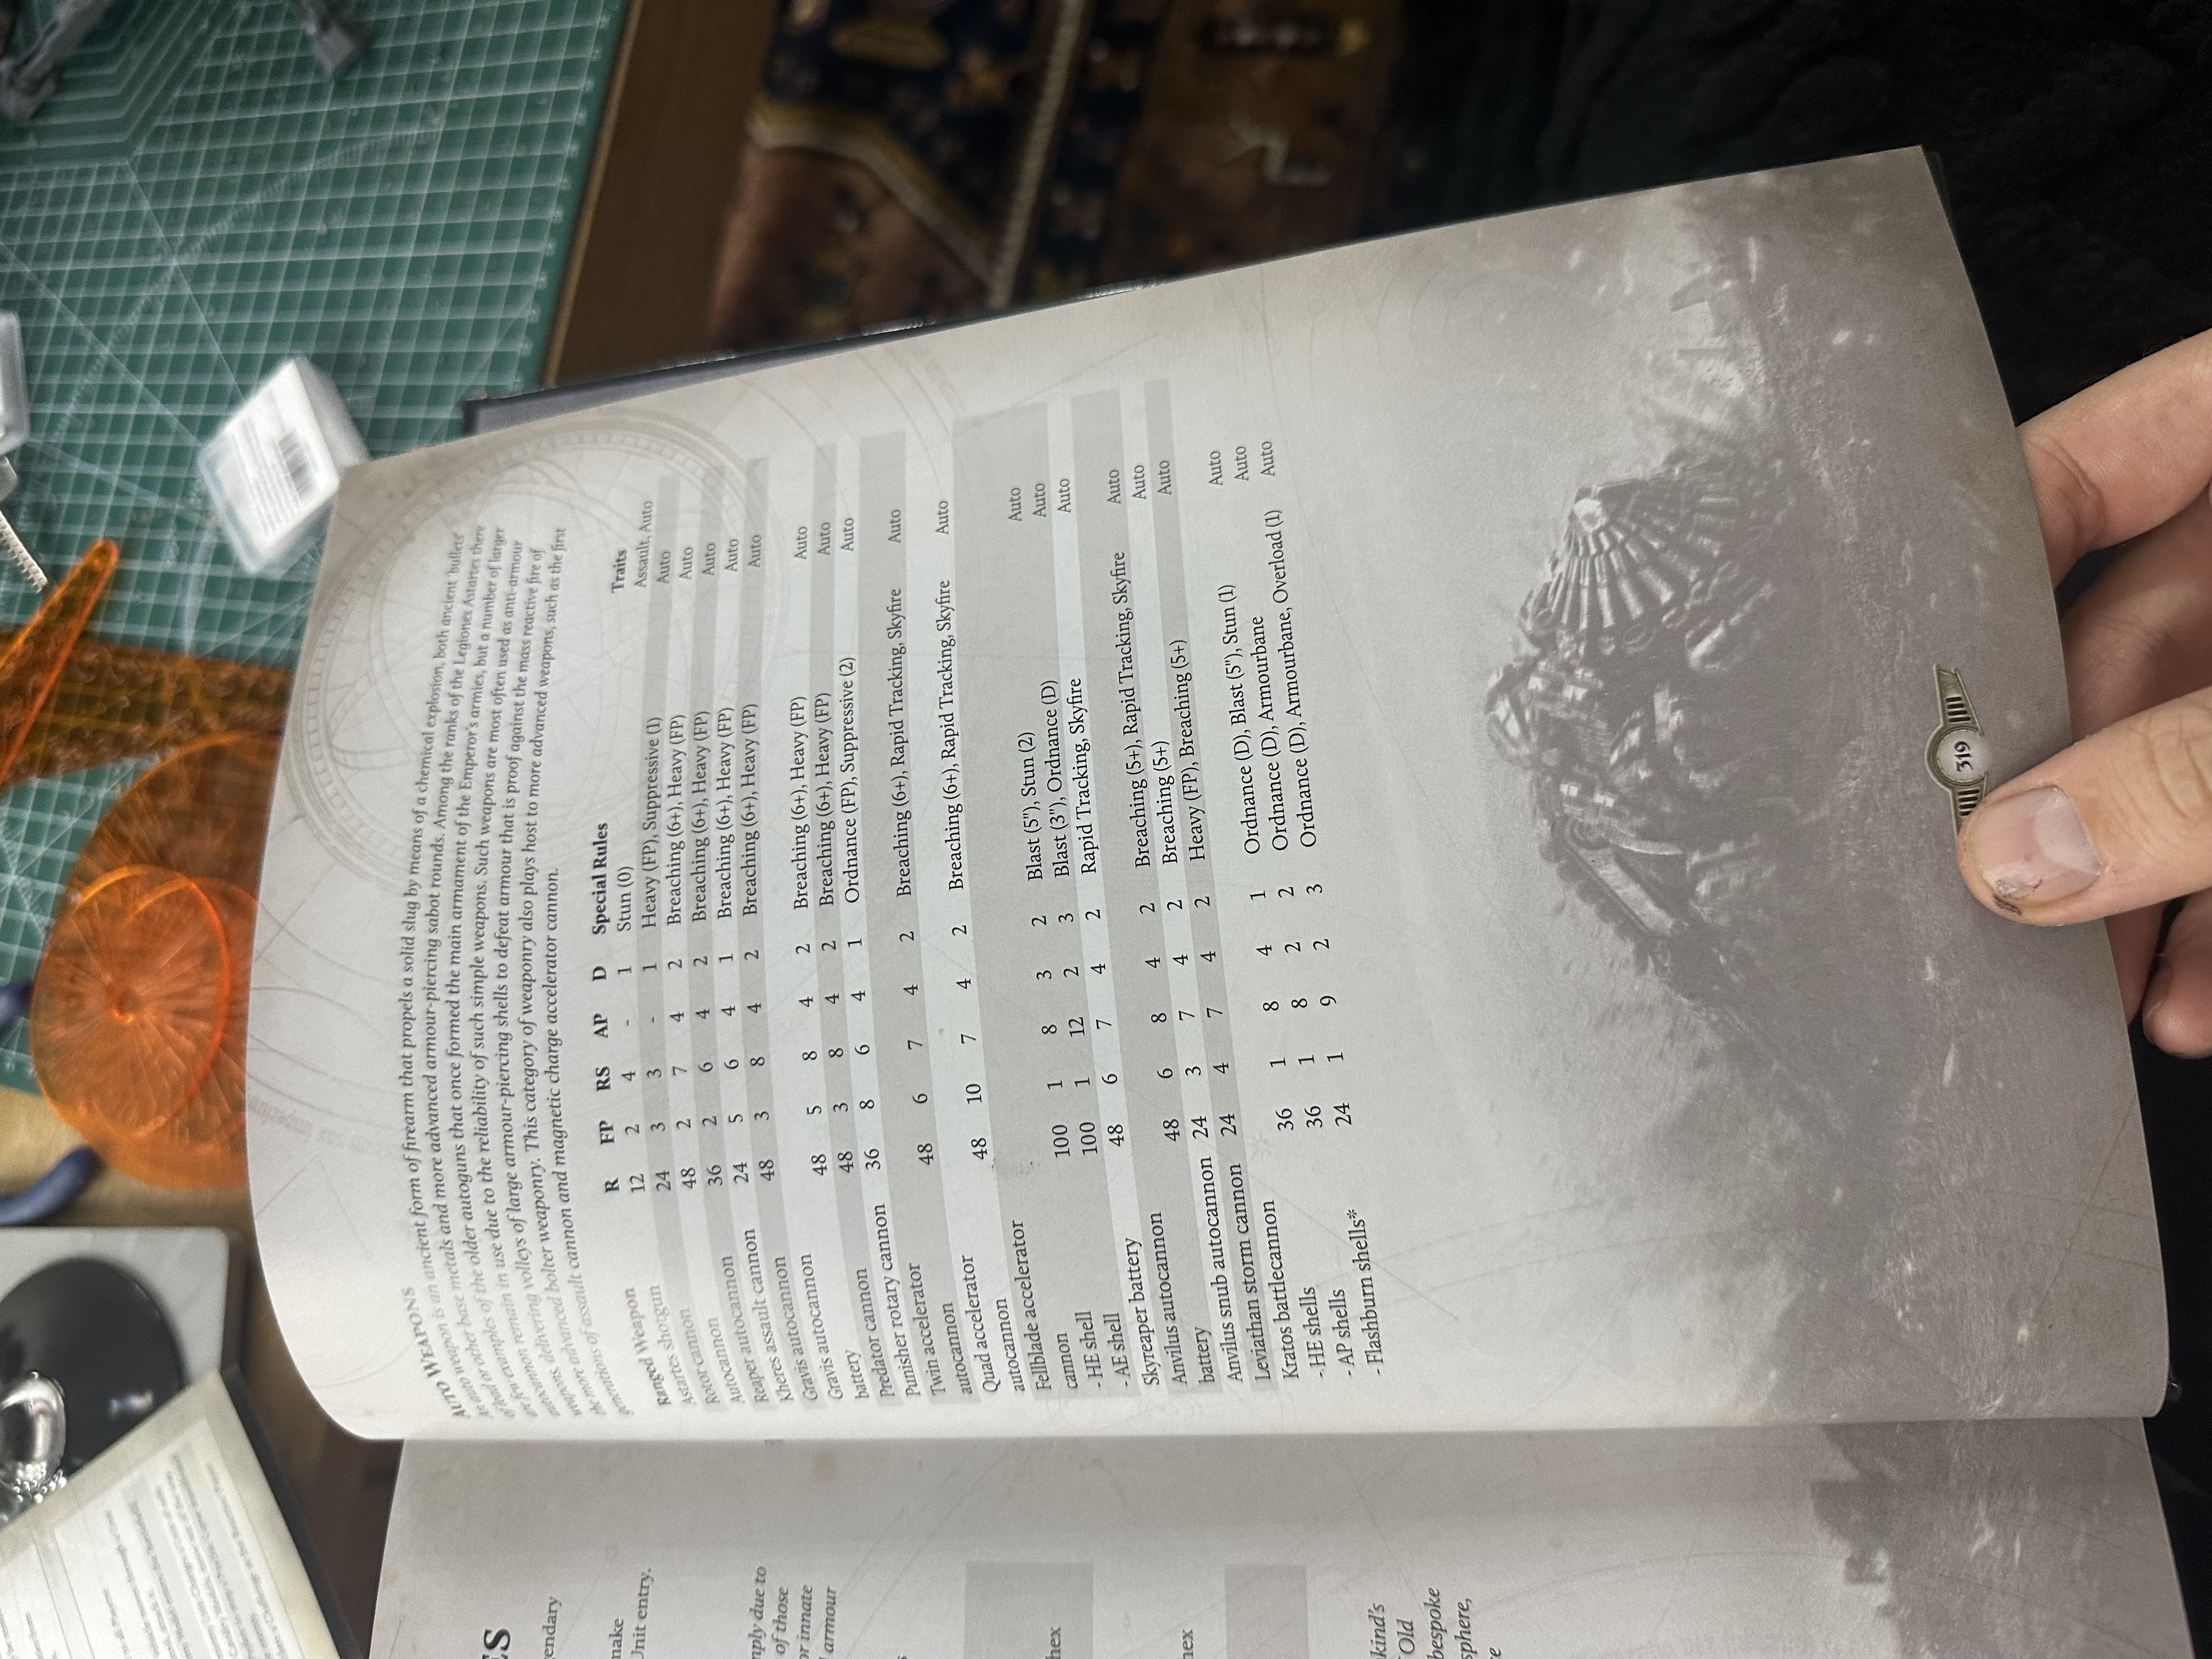 ES
gendary
make
Unit entry.
mply due to
of those
or innate
armour
s
hex
hex
kind's
Old
bespoke
sphere,
ce
AUTO WEAPONS
An auto weapon is an ancient form of firearm that propels a solid slug by means of a chemical explosion, both ancient 'bullets'
of lead or other base metals and more advanced armour-piercing sabot rounds. Among the ranks of the Legiones Astartes there
are few examples of the older autoguns that once formed the main armament of the Emperor's armies, but a number of larger
autocannon remain in use due to the reliability of such simple weapons. Such weapons are most often used as anti-armour
weapons, delivering volleys of large armour-piercing shells to defeat armour that is proof against the mass reactive fire of
the more advanced bolter weaponry. This category of weaponry also plays host to more advanced weapons, such as the first
generations of assault cannon and magnetic charge accelerator cannon.
Ranged Weapon R FP RS AP D Special Rules Traits
Astartes shotgun 12 2 4 - 1 Stun (0) Assault, Auto
Rotor cannon 24 3 3 - 1 Heavy (FP), Suppressive (1) Auto
Autocannon 48 2 7 4 2 Breaching (6+), Heavy (FP) Auto
Reaper autocannon 36 2 6 4 2 Breaching (6+), Heavy (FP) Auto
Kheres assault cannon 24 5 6 4 1 Breaching (6+), Heavy (FP) Auto
Gravis autocannon 48 3 8 4 2 Breaching (6+), Heavy (FP) Auto
Gravis autocannon
battery 48 5 8 4 2 Breaching (6+), Heavy (FP) Auto
Predator cannon 48 3 8 4 2 Breaching (6+), Heavy (FP) Auto
Punisher rotary cannon 36 8 6 4 1 Ordnance (FP), Suppressive (2) Auto
Twin accelerator
autocannon 48 6 7 4 2 Breaching (6+), Rapid Tracking, Skyfire Auto
Quad accelerator
autocannon 48 10 7 4 2 Breaching (6+), Rapid Tracking, Skyfire Auto
Fellblade accelerator
cannon
- HE shell 100 1 8 3 2 Blast (5"), Stun (2) Auto
- AE shell 100 1 12 2 3 Blast (3"), Ordnance (D) Auto
Skyreaper battery 48 6 7 4 2 Rapid Tracking, Skyfire Auto
Anvilus autocannon
battery 48 6 8 4 2 Breaching (5+), Rapid Tracking, Skyfire Auto
Anvilus snub autocannon 24 3 7 4 2 Breaching (5+) Auto
Leviathan storm cannon 24 4 7 4 2 Heavy (FP), Breaching (5+) Auto
Kratos battlecannon
- HE shells 36 1 8 4 1 Ordnance (D), Blast (5"), Stun (1) Auto
- AP shells 36 1 8 2 2 Ordnance (D), Armourbane Auto
- Flashburn shells* 24 1 9 2 3 Ordnance (D), Armourbane, Overload (1) Auto
319